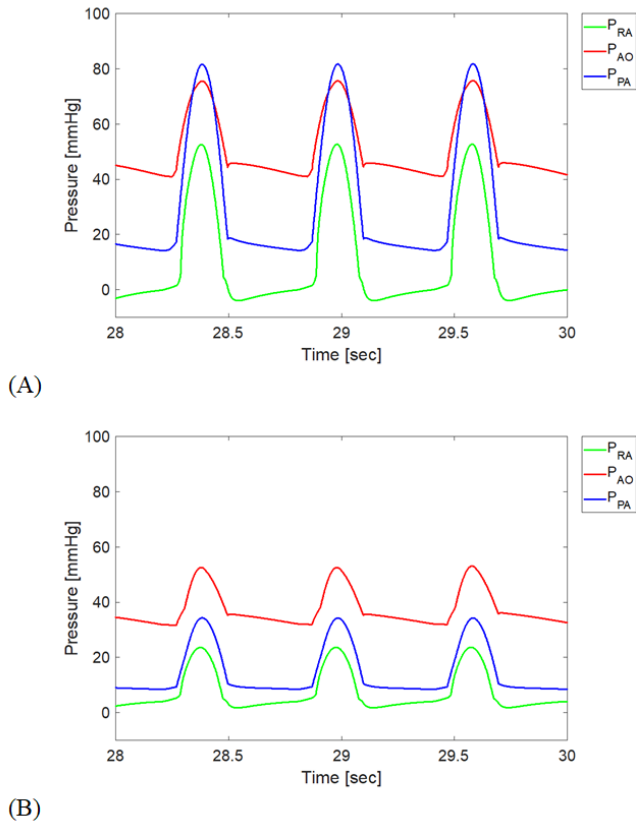 100
80
60
40
20
0
Pressure [mmHg]
28 28.5 29 29.5 30
Time [sec]
P_RA
P_AO
P_PA
(A)
100
80
60
40
20
0
Pressure [mmHg]
28 28.5 29 29.5 30
Time [sec]
P_RA
P_AO
P_PA
(B)